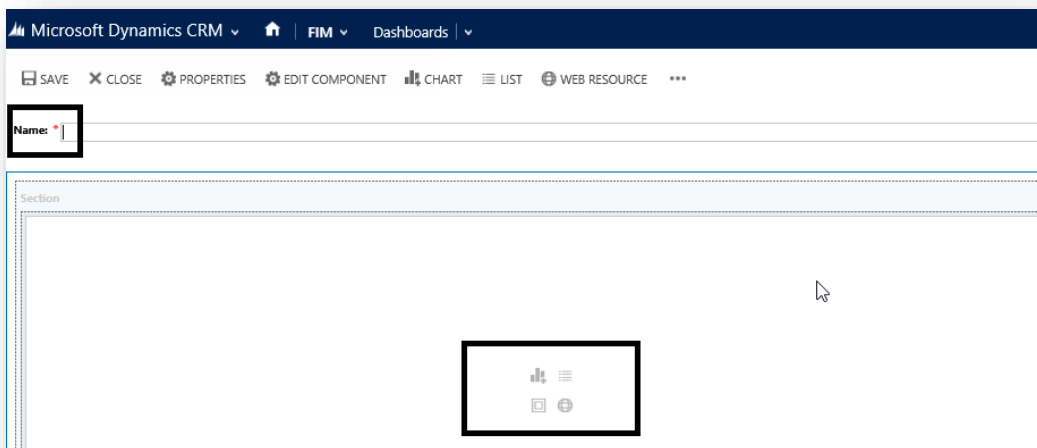 Microsoft Dynamics CRM FIM Dashboards
SAVE CLOSE PROPERTIES EDIT COMPONENT CHART LIST WEB RESOURCE •••
Name: *
Section